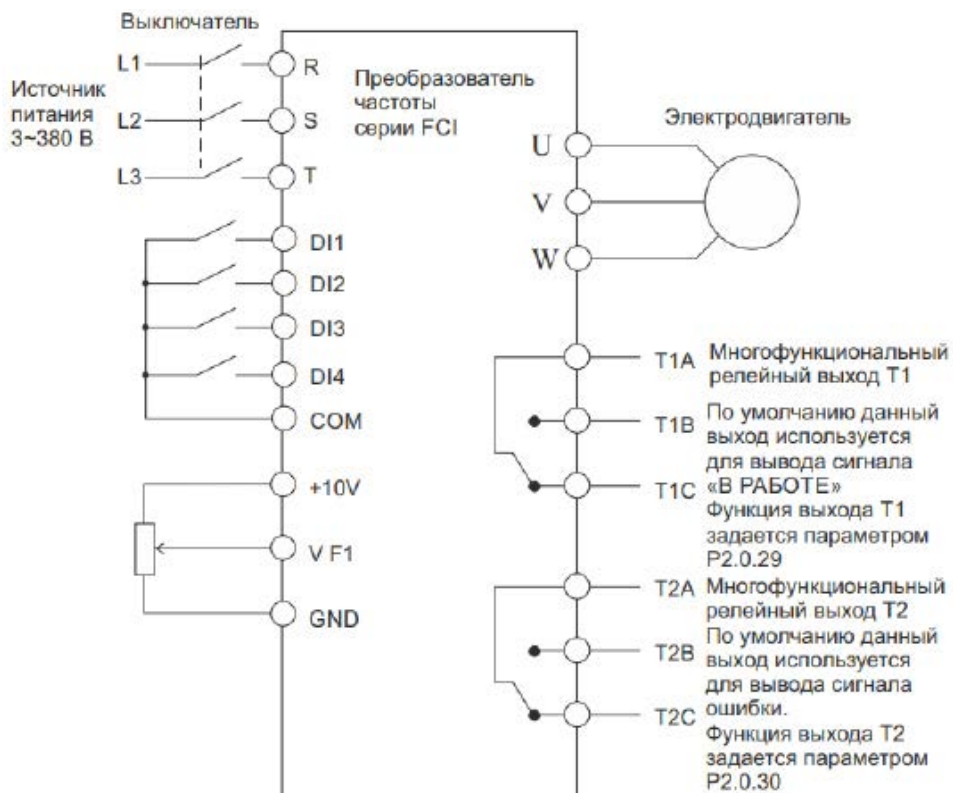 Выключатель
L1
R
Источник
питания
3~380 В
L2
S
L3
T
Преобразователь
частоты
серии FCI
Электродвигатель
U
V
W
DI1
DI2
DI3
DI4
COM
+10V
V F1
GND
T1A
Многофункциональный
релейный выход T1
T1B
По умолчанию данный
выход используется
для вывода сигнала
T1C
«В РАБОТЕ»
Функция выхода T1
задается параметром
P2.0.29
T2A
Многофункциональный
релейный выход T2
T2B
По умолчанию данный
выход используется
для вывода сигнала
ошибки.
T2C
Функция выхода T2
задается параметром
P2.0.30